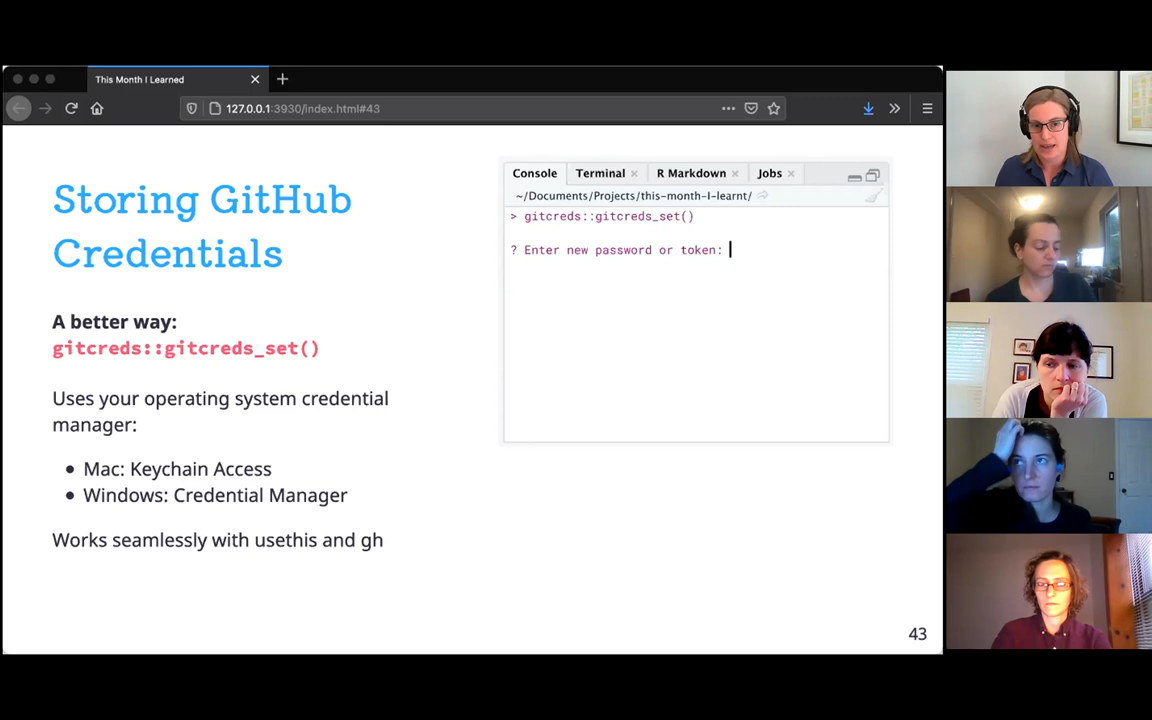 This Month I Learned
127.0.0.1:3930/index.html#43
Storing GitHub
Credentials
A better way:
gitcreds::gitcreds_set()
Uses your operating system credential
manager:
Mac: Keychain Access
Windows: Credential Manager
Works seamlessly with usethis and gh
Console Terminal R Markdown Jobs
~/Documents/Projects/this-month-I-learnt/
> gitcreds::gitcreds_set()
? Enter new password or token:
43